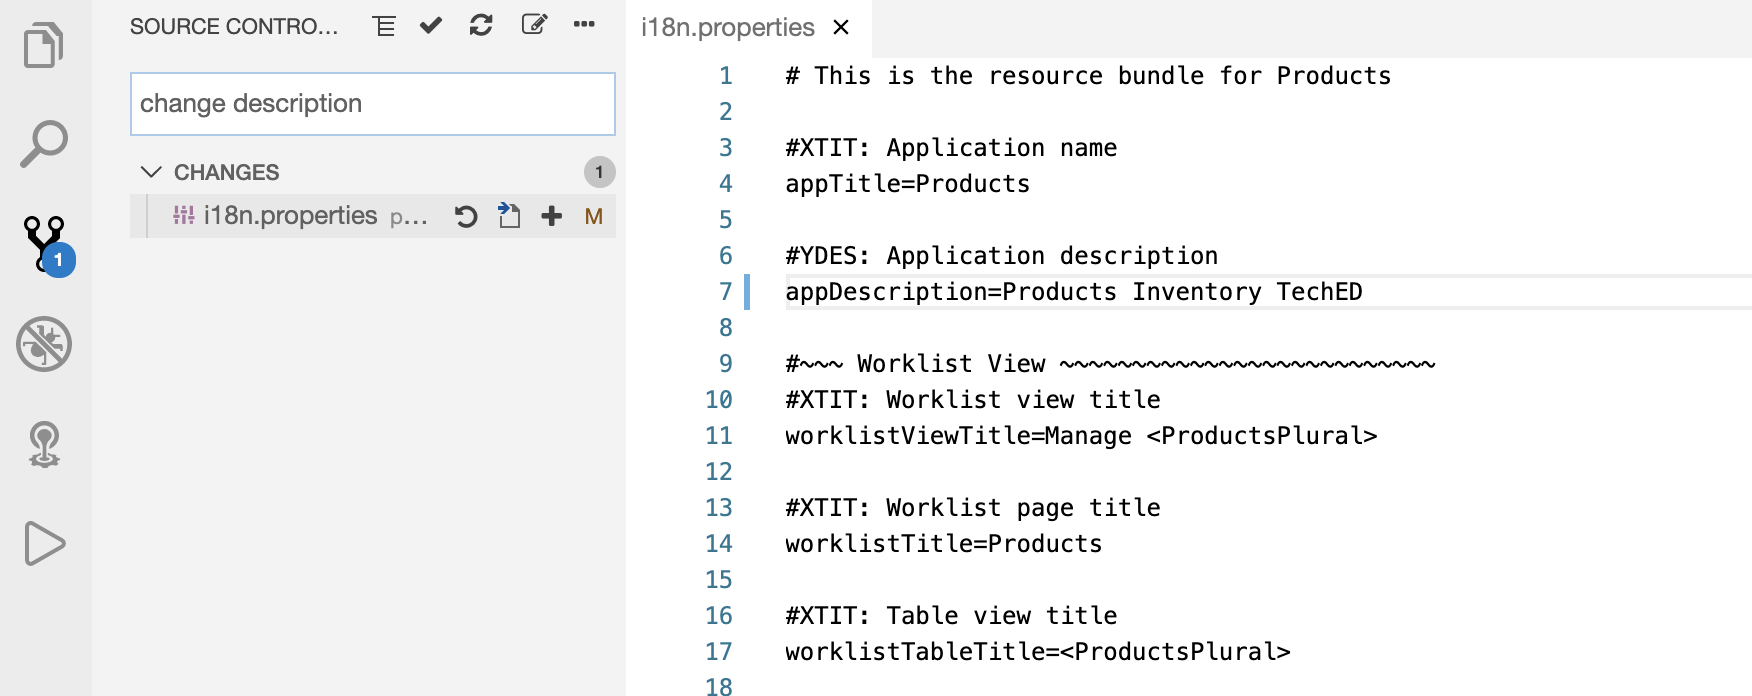 SOURCE CONTRO...
change description
CHANGES
1
i18n.properties p... M
1
i18n.properties
1 # This is the resource bundle for Products
2
3 #XTIT: Application name
4 appTitle=Products
5
6 #YDES: Application description
7 appDescription=Products Inventory TechED
8
9 #~~~ Worklist View ~~~~~~~~~~~~~~~~~~~~~~~~~~
10 #XTIT: Worklist view title
11 worklistViewTitle=Manage <ProductsPlural>
12
13 #XTIT: Worklist page title
14 worklistTitle=Products
15
16 #XTIT: Table view title
17 worklistTableTitle=<ProductsPlural>
18